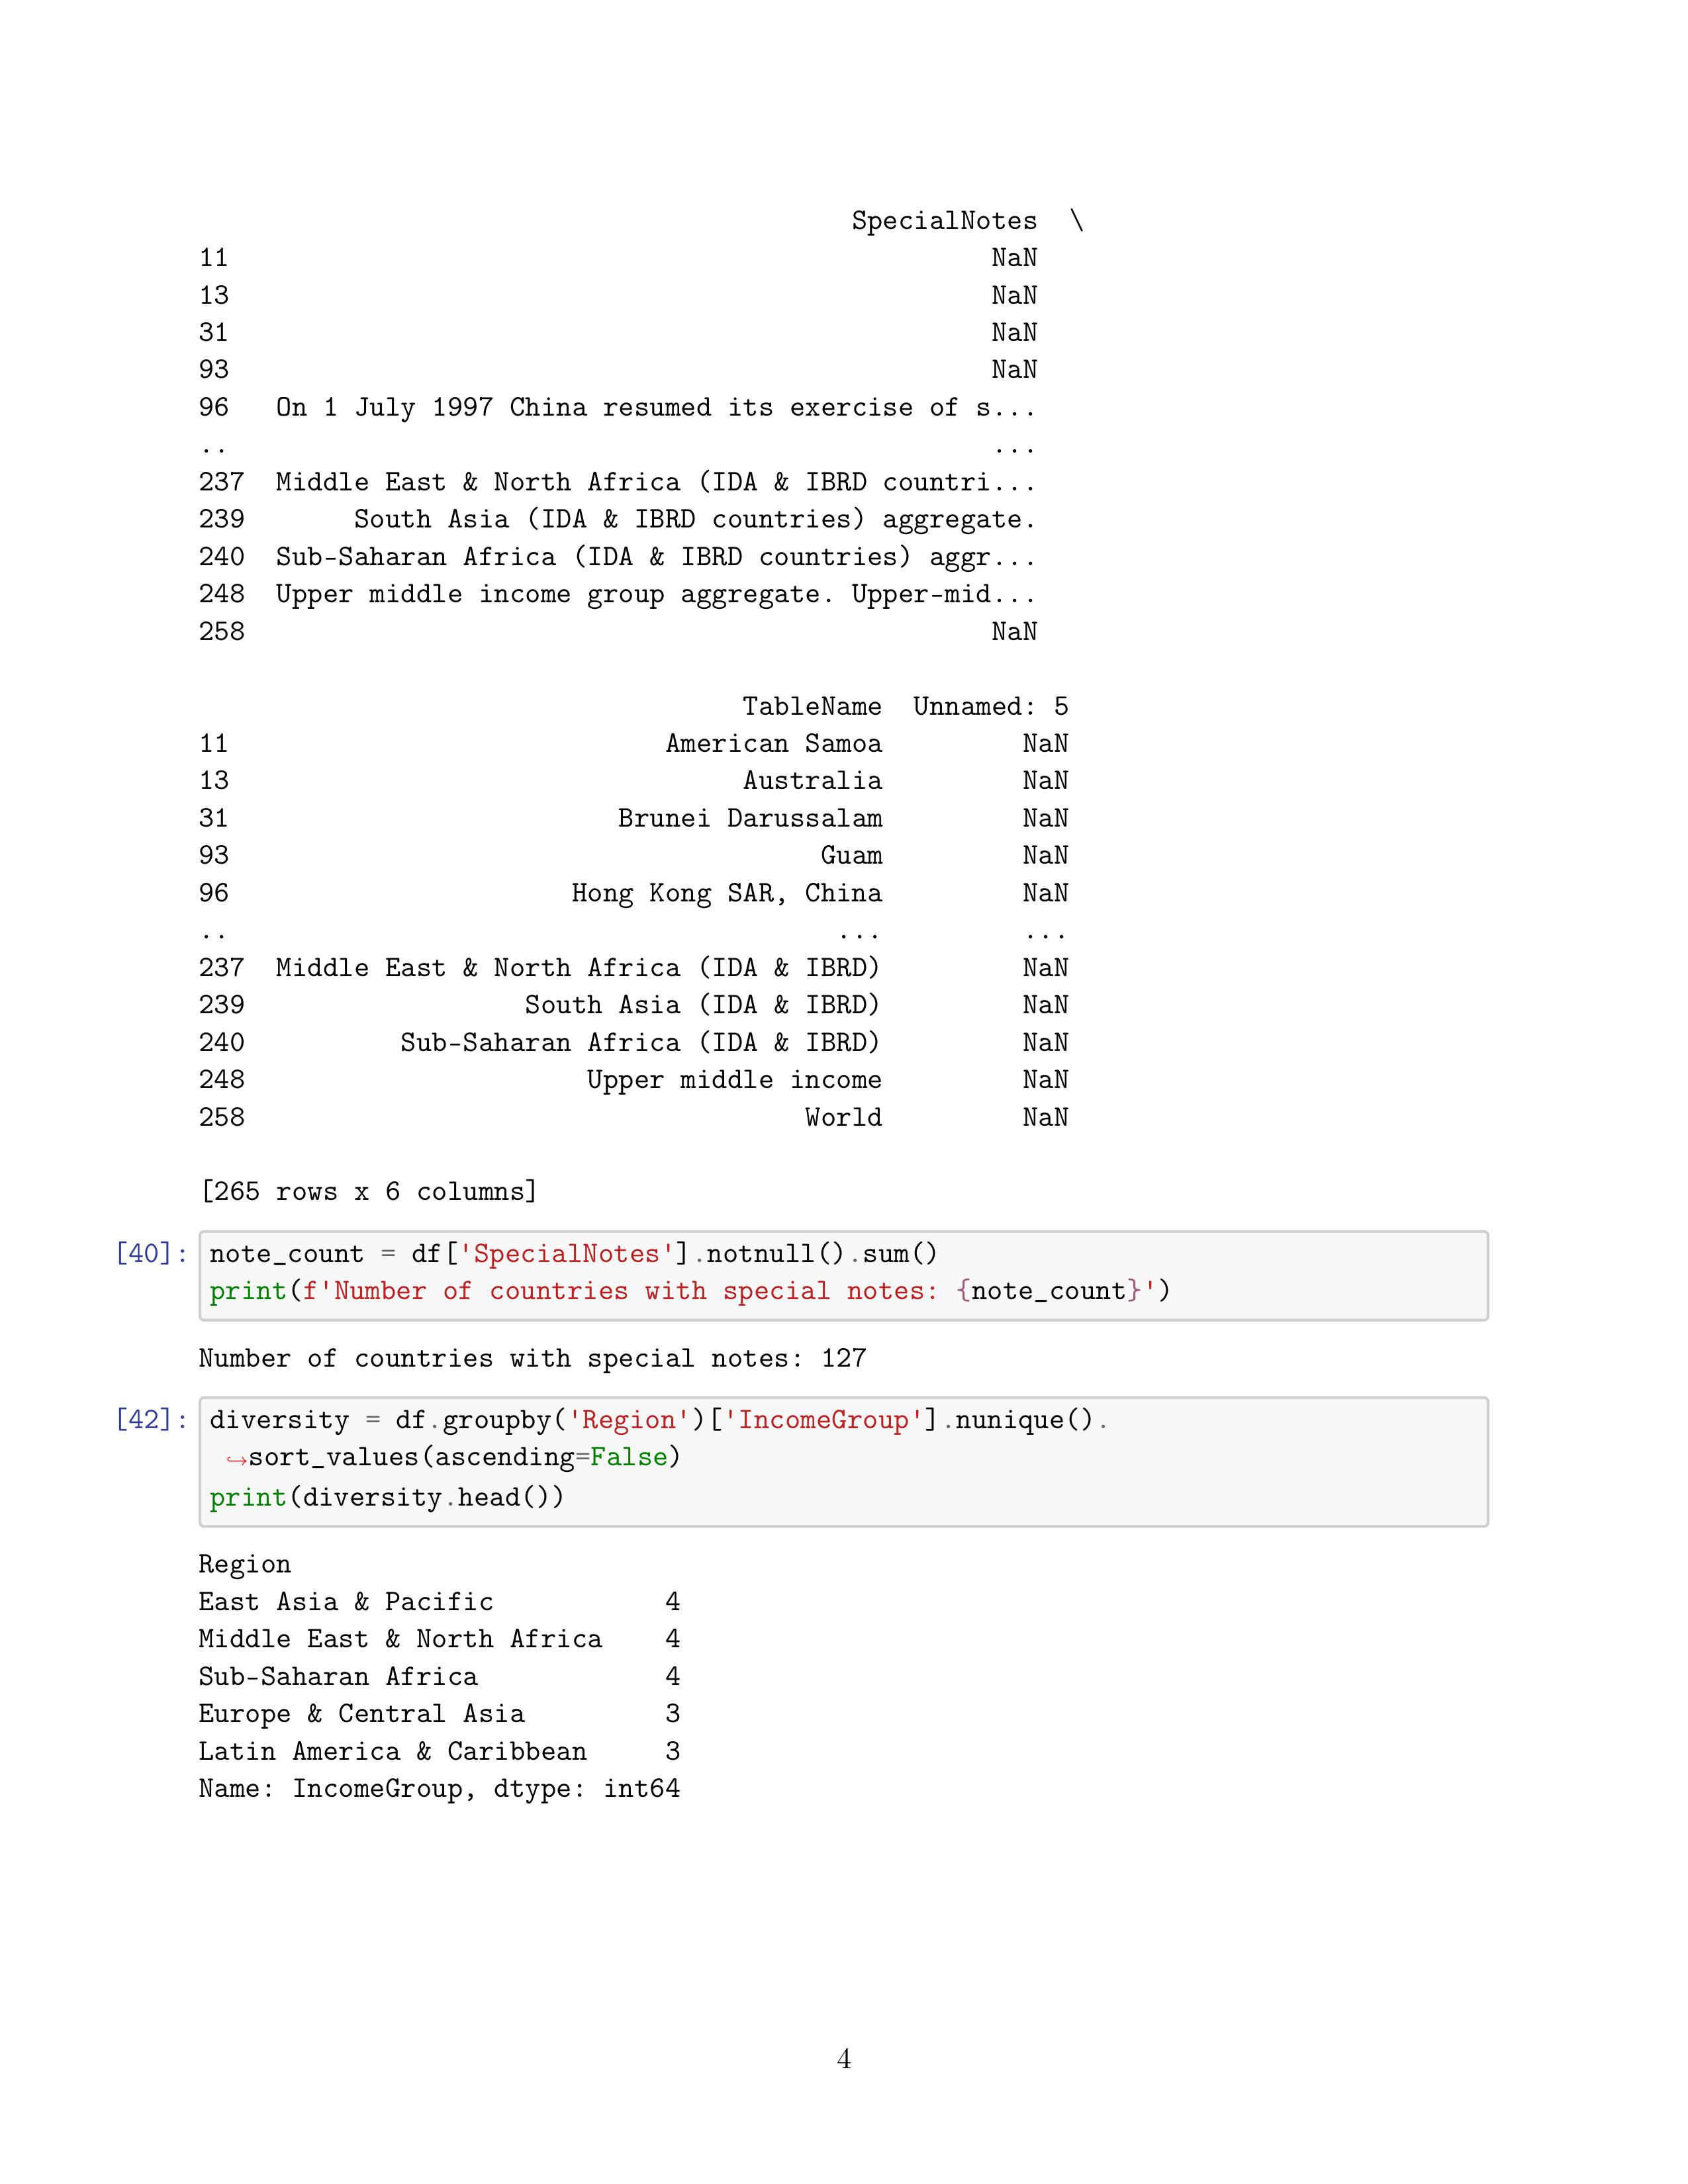 SpecialNotes \
11 NaN
13 NaN
31 NaN
93 NaN
96 On 1 July 1997 China resumed its exercise of s...
.. ...
237 Middle East & North Africa (IDA & IBRD countri...
239 South Asia (IDA & IBRD countries) aggregate.
240 Sub-Saharan Africa (IDA & IBRD countries) aggr...
248 Upper middle income group aggregate. Upper-mid...
258 NaN
TableName Unnamed: 5
11 American Samoa NaN
13 Australia NaN
31 Brunei Darussalam NaN
93 Guam NaN
96 Hong Kong SAR, China NaN
.. ... ...
237 Middle East & North Africa (IDA & IBRD) NaN
239 South Asia (IDA & IBRD) NaN
240 Sub-Saharan Africa (IDA & IBRD) NaN
248 Upper middle income NaN
258 World NaN
[265 rows x 6 columns]
[40]: note_count = df['SpecialNotes'].notnull().sum()
print(f'Number of countries with special notes: {note_count}')
Number of countries with special notes: 127
[42]: diversity = df.groupby('Region')['IncomeGroup'].nunique().
↪sort_values(ascending=False)
print(diversity.head())
Region
East Asia & Pacific 4
Middle East & North Africa 4
Sub-Saharan Africa 4
Europe & Central Asia 3
Latin America & Caribbean 3
Name: IncomeGroup, dtype: int64
4